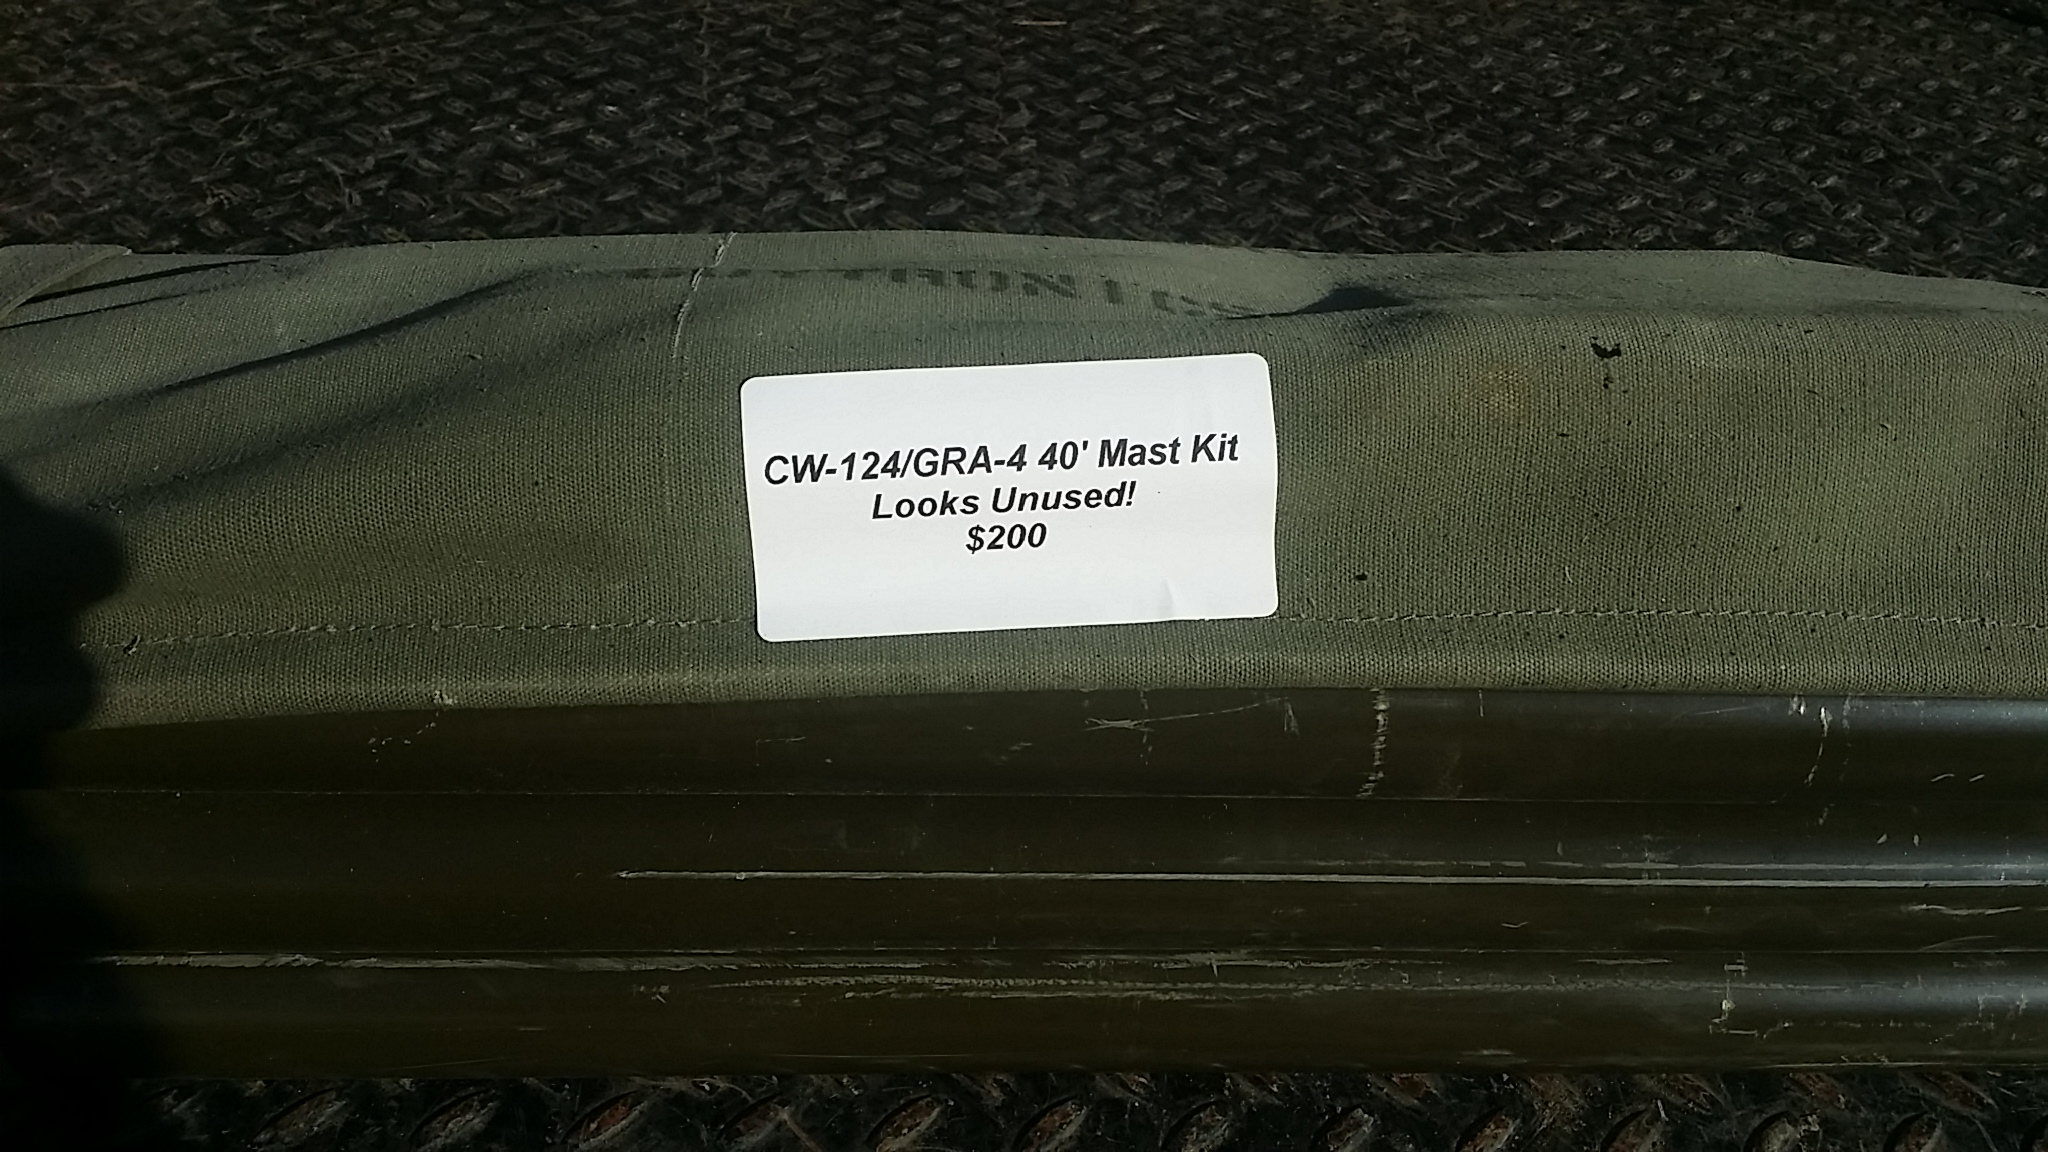 CW-124/GRA-4 40' Mast Kit
Looks Unused!
$200